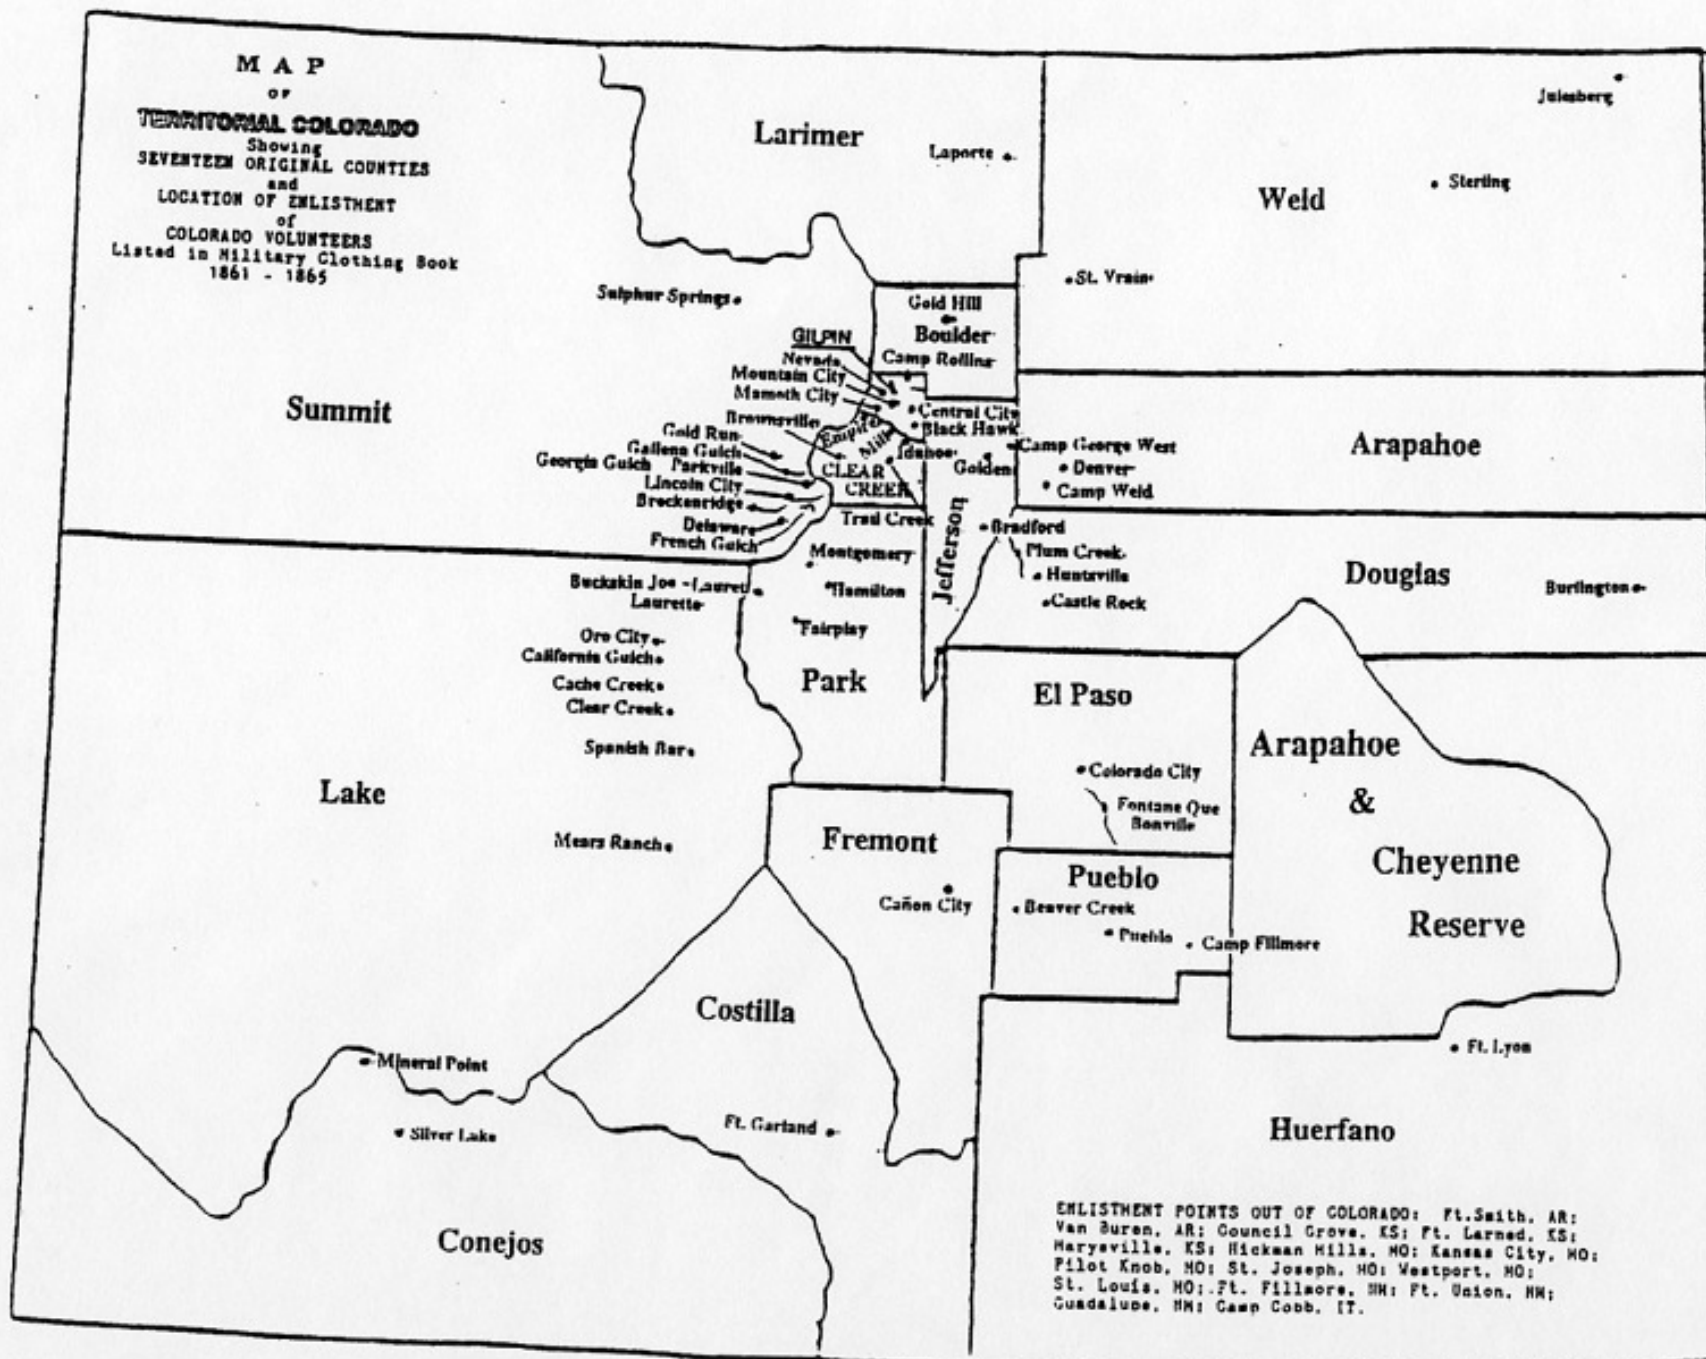 MAP
OF
TERRITORIAL COLORADO
Showing
SEVENTEEN ORIGINAL COUNTIES
and
LOCATION OF ENLISTMENT
of
COLORADO VOLUNTEERS
Listed in Military Clothing Book
1861 - 1865
Larimer
Laporte
Weld
Julesberg
Sterling
St. Vrain
Sulphur Springs
Summit
Gold Hill
Boulder
Camp Rollins
GILPIN
Nevada
Mountain City
Mamoth City
Brownsville
Gold Run
Gallena Gulch
Georgia Gulch
Parkville
Lincoln City
Breckenridge
Delaware
French Gulch
Empire
Mill
Idahoe
CLEAR
CREEK
Central City
Black Hawk
Trail Creek
Golden
Camp George West
Denver
Camp Weld
Arapahoe
Jefferson
Bradford
Plum Creek
Huntsville
Castle Rock
Douglas
Burlington
Montgomery
Hamilton
Fairplay
Park
Buckskin Joe - Lauret
Laurette
Oro City
California Gulch
Cache Creek
Clear Creek
Spanish Bar
Mears Ranch
Lake
El Paso
Colorado City
Fontane Que
Bonville
Arapahoe
&
Cheyenne
Reserve
Fremont
Cañon City
Pueblo
Beaver Creek
Pueblo
Camp Fillmore
Costilla
Ft. Garland
Mineral Point
Silver Lake
Conejos
Ft. Lyon
Huerfano
ENLISTMENT POINTS OUT OF COLORADO: Ft.Smith, AR;
Van Buren, AR; Council Grove, KS; Ft. Larned, KS;
Marysville, KS; Hickman Mills, MO; Kansas City, MO;
Pilot Knob, MO; St. Joseph, MO; Westport, MO;
St. Louis, MO; Ft. Fillmore, NM; Ft. Union, NM;
Guadalupe, NM; Camp Cobb, IT.